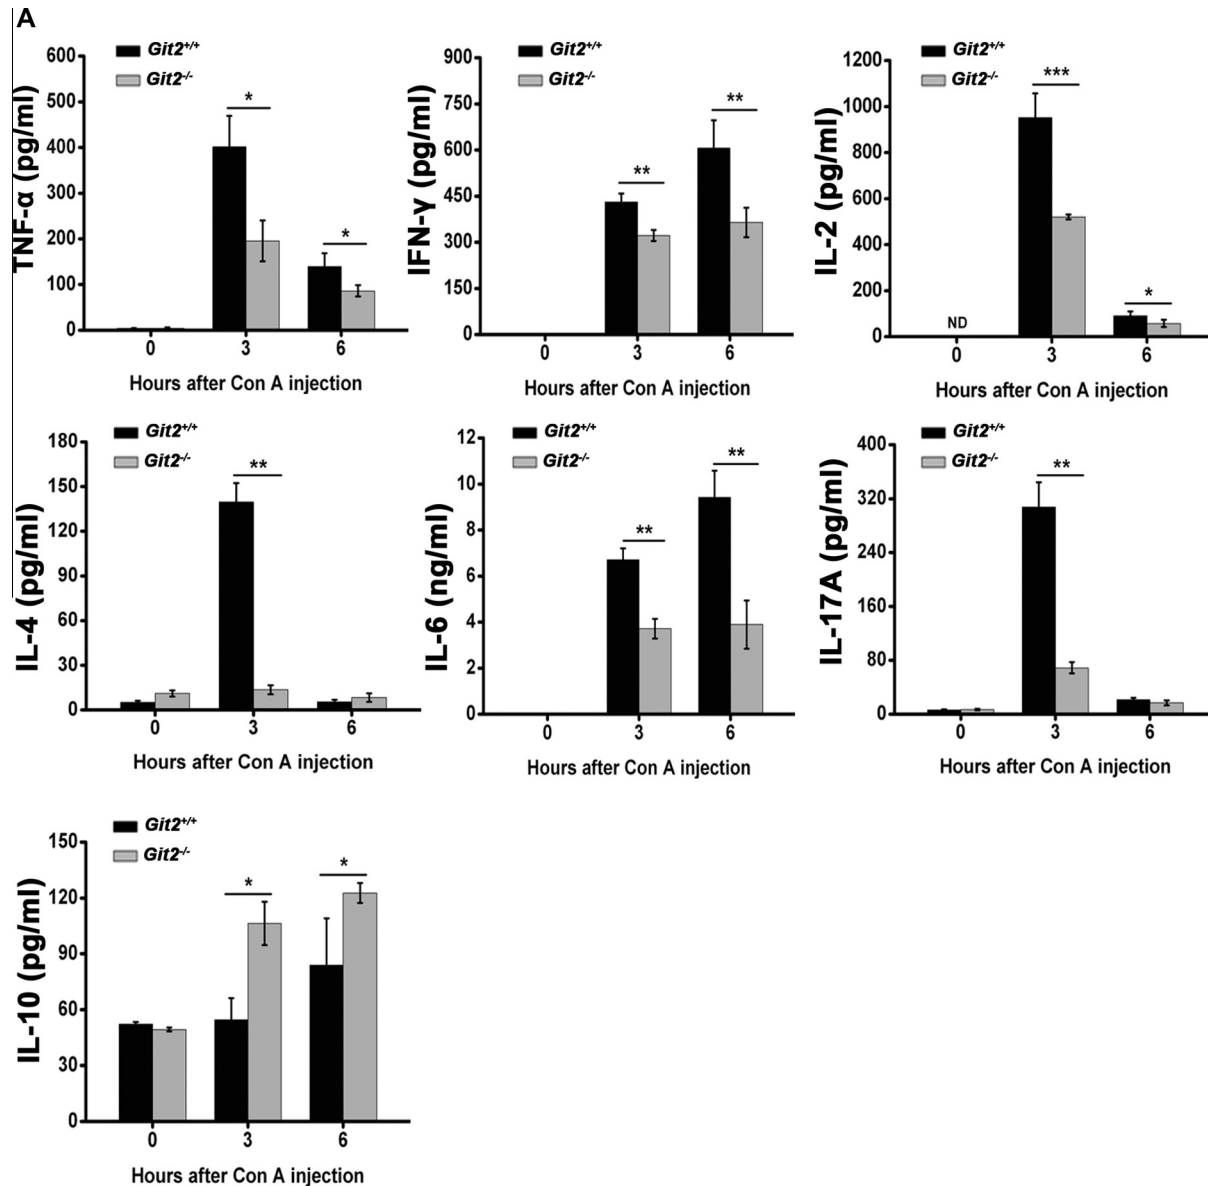 A
Git2+/+
Git2-/-
TNF-α (pg/ml)
600
500
400
300
200
100
0
*
*
0 3 6
Hours after Con A injection
Git2+/+
Git2-/-
IFN-γ (pg/ml)
900
750
600
450
300
150
0
**
**
0 3 6
Hours after Con A injection
Git2+/+
Git2-/-
IL-2 (pg/ml)
1200
1000
800
600
400
200
0
ND
***
*
0 3 6
Hours after Con A injection
Git2+/+
Git2-/-
IL-4 (pg/ml)
180
150
120
90
60
30
0
**
0 3 6
Hours after Con A injection
Git2+/+
Git2-/-
IL-6 (ng/ml)
12
10
8
6
4
2
0
**
**
0 3 6
Hours after Con A injection
Git2+/+
Git2-/-
IL-17A (pg/ml)
400
320
240
160
80
0
**
0 3 6
Hours after Con A injection
Git2+/+
Git2-/-
IL-10 (pg/ml)
150
120
90
60
30
0
*
*
0 3 6
Hours after Con A injection